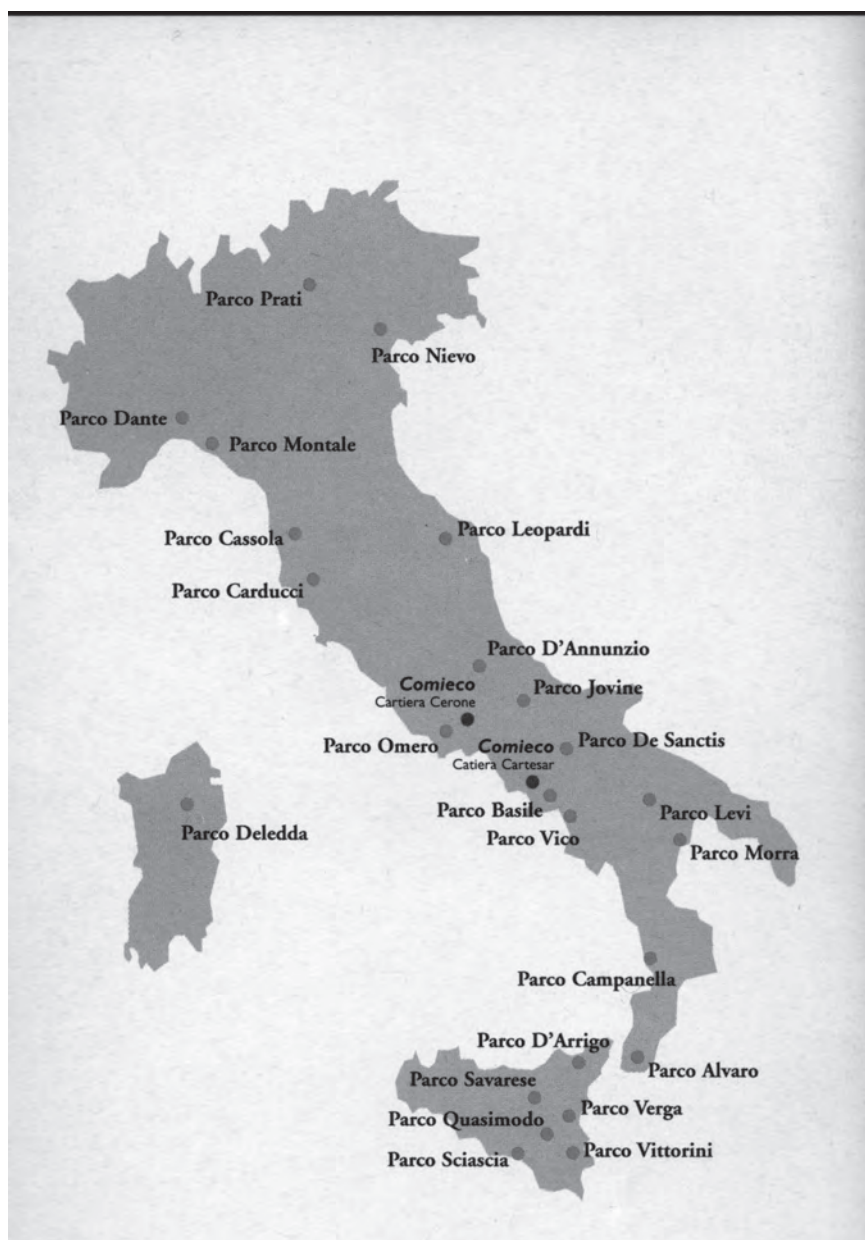 Parco Prati
Parco Nievo
Parco Dante
Parco Montale
Parco Cassola
Parco Leopardi
Parco Carducci
Parco D'Annunzio
Comieco
Cartiera Cerone
Parco Jovine
Parco Omero
Comieco
Catiera Cartesar
Parco De Sanctis
Parco Basile
Parco Levi
Parco Deledda
Parco Vico
Parco Morra
Parco Campanella
Parco D'Arrigo
Parco Alvaro
Parco Savarese
Parco Verga
Parco Quasimodo
Parco Sciascia
Parco Vittorini